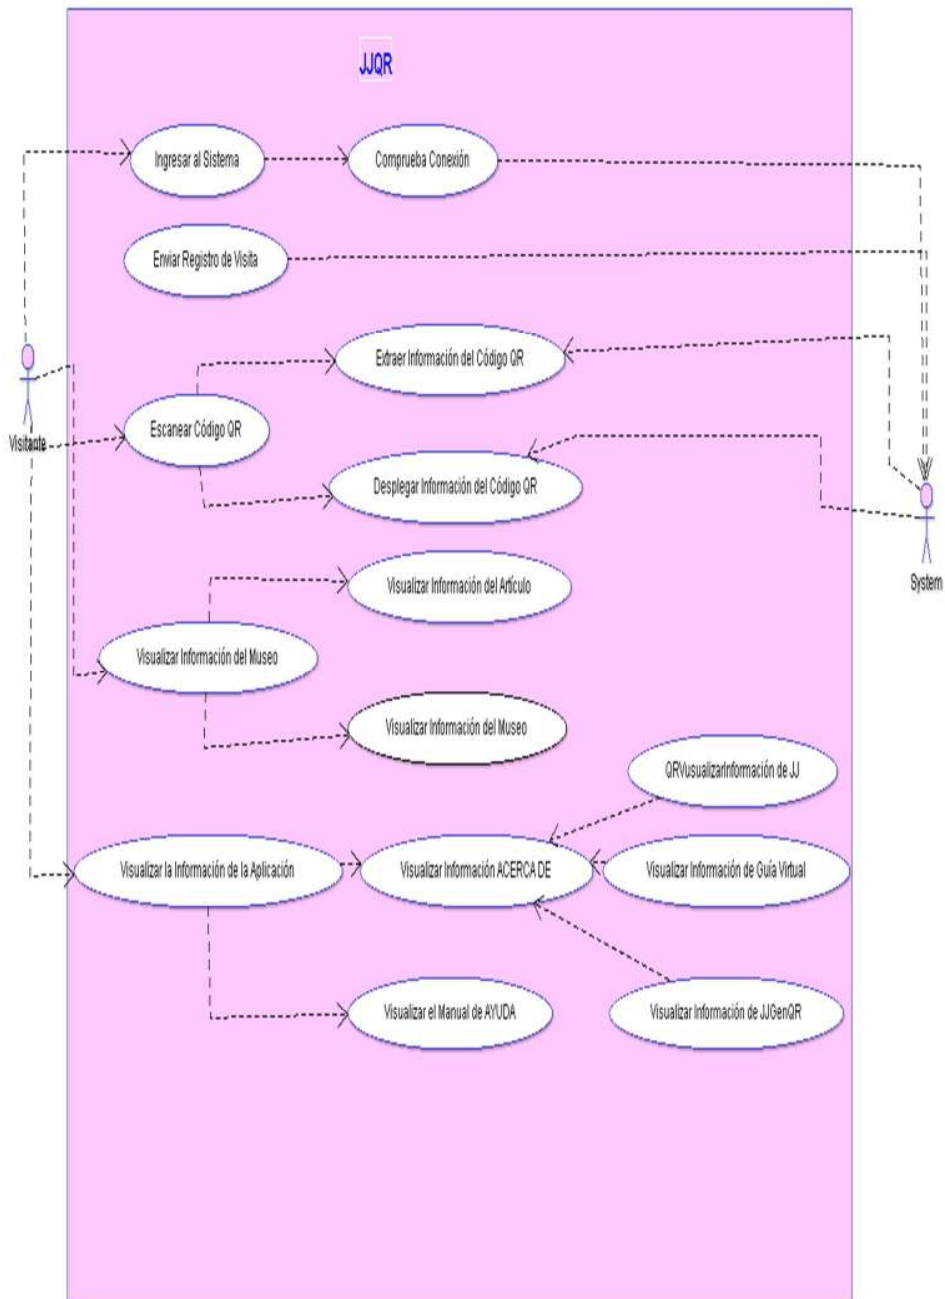 JJQR
Ingresar al Sistema
Comprueba Conexión
Enviar Registro de Visita
Extraer Información del Código QR
Escanear Código QR
Visitante
Desplegar Información del Código QR
System
Visualizar Información del Artículo
Visualizar Información del Museo
Visualizar Información del Museo
QRVusualizarInformación de JJ
Visualizar la Información de la Aplicación
Visualizar Información ACERCA DE
Visualizar Información de Guía Virtual
Visualizar el Manual de AYUDA
Visualizar Información de JJGenQR